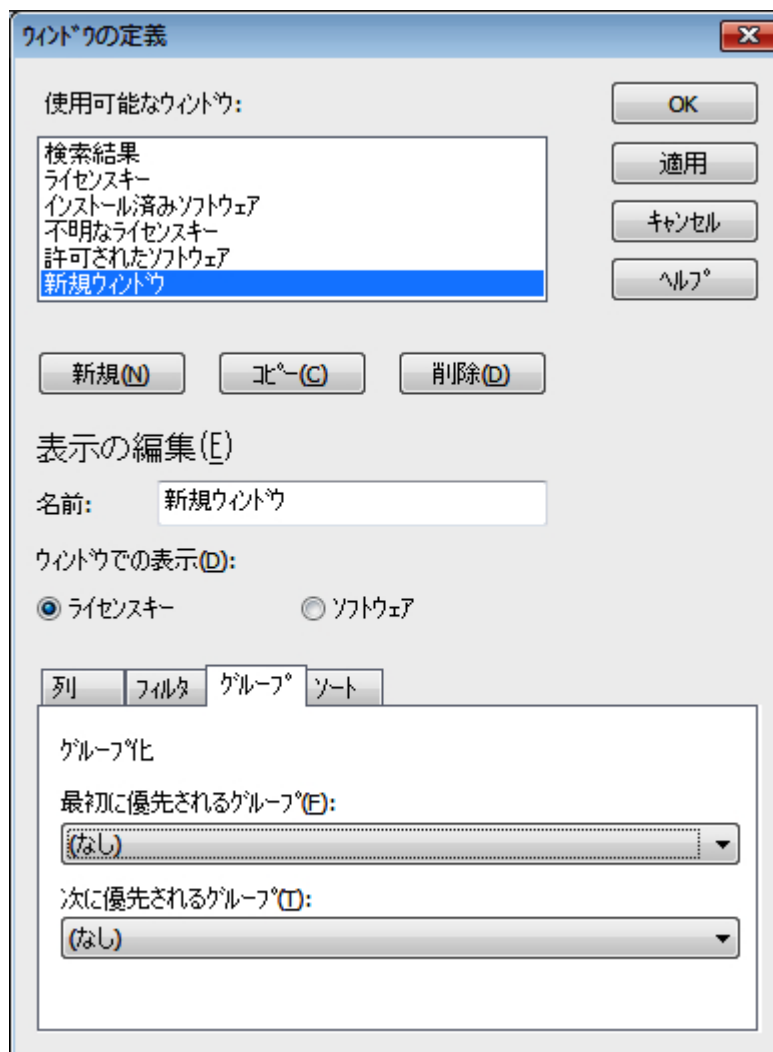 ウィンドウの定義
使用可能なウィンドウ:
検索結果
ライセンスキー
インストール済みソフトウェア
不明なライセンスキー
許可されたソフトウェア
新規ウィンドウ
OK
適用
キャンセル
ヘルプ
新規(N)
コピー(C)
削除(D)
表示の編集(E)
名前:
新規ウィンドウ
ウィンドウでの表示(D):
ライセンスキー
ソフトウェア
列
フィルタ
グループ
ソート
グループ化
最初に優先されるグループ(F):
(なし)
次に優先されるグループ(T):
(なし)